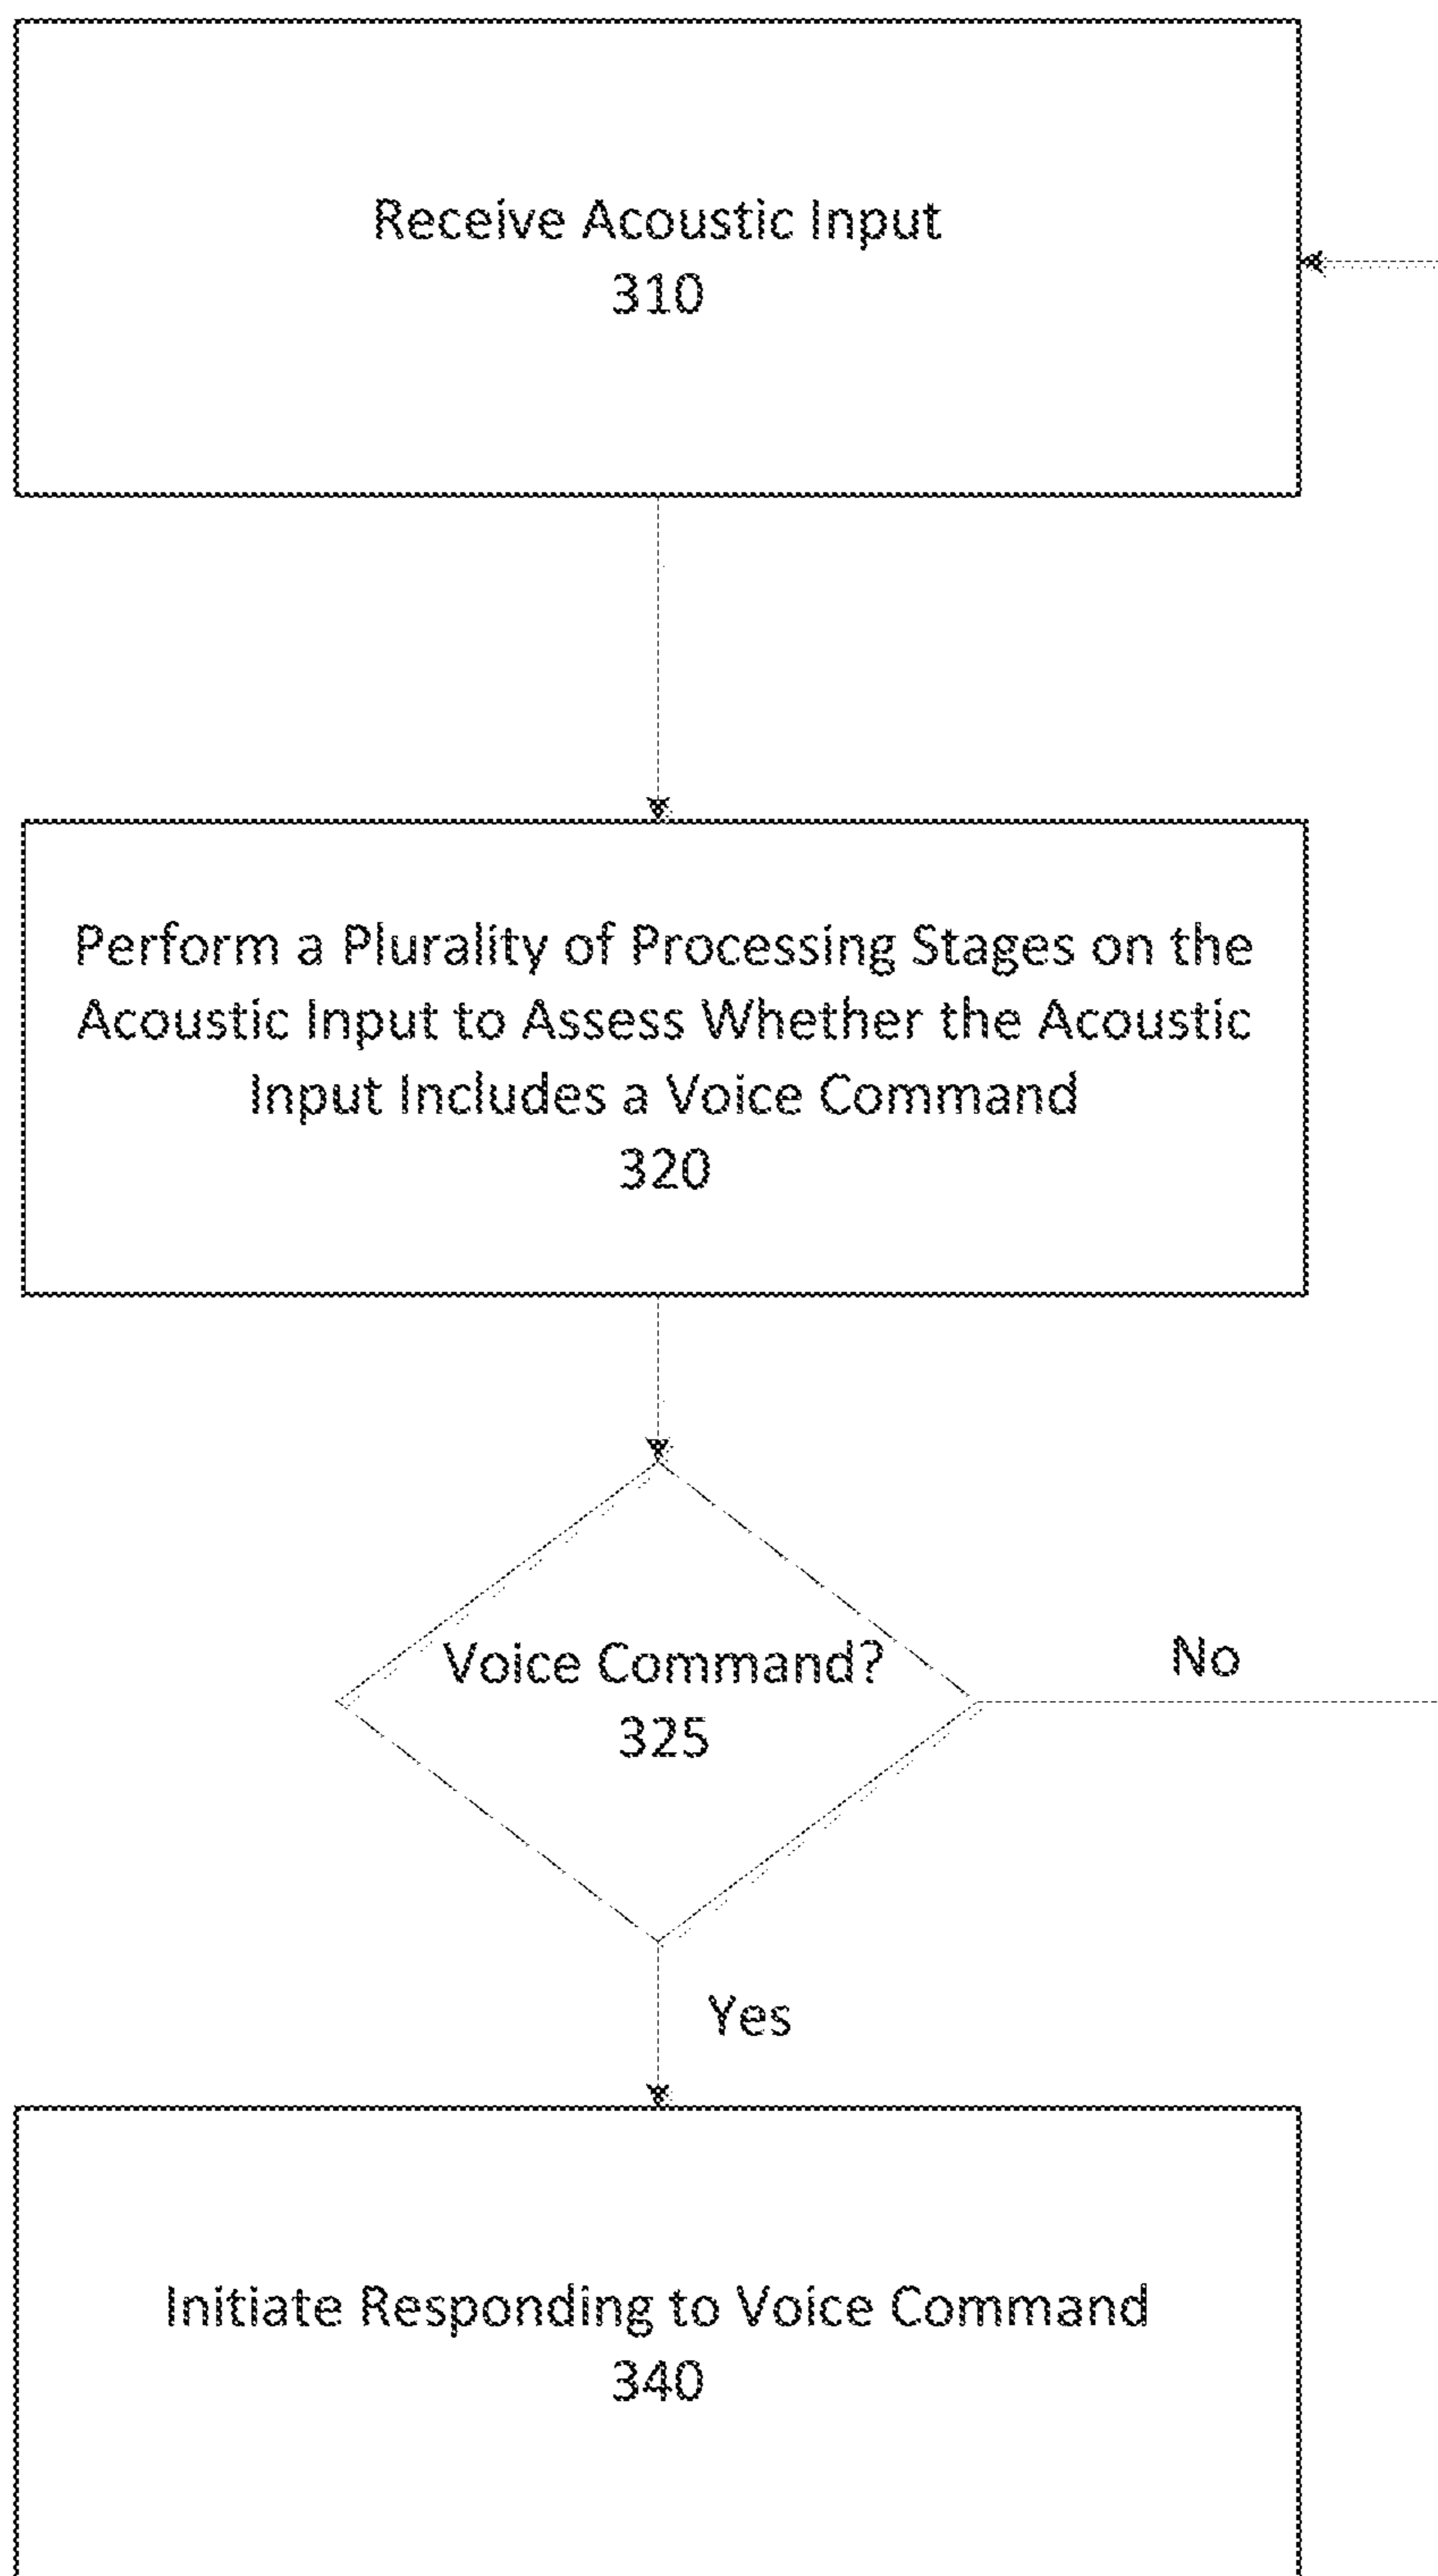 Receive Acoustic Input
310
Perform a Plurality of Processing Stages on the
Acoustic Input to Assess Whether the Acoustic
Input Includes a Voice Command
320
Voice Command?
325
No
Yes
Initiate Responding to Voice Command
340